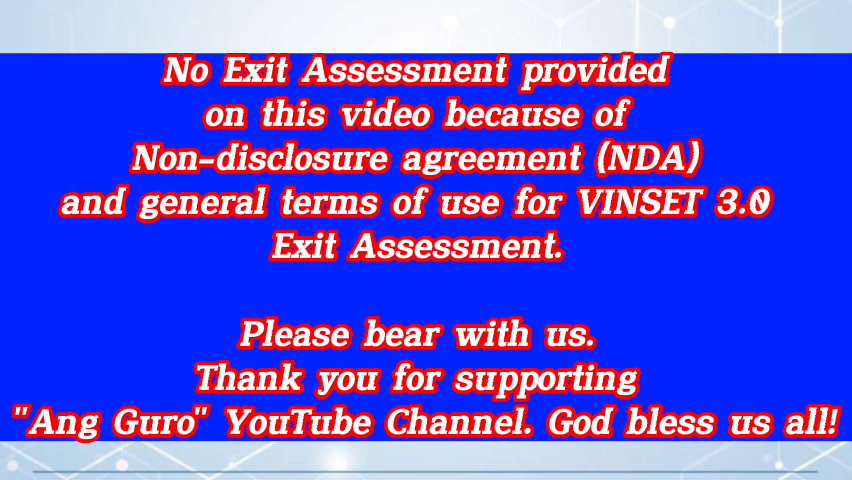 No Exit Assessment provided
on this video because of
Non-disclosure agreement (NDA)
and general terms of use for VINSET 3.0
Exit Assessment.
Please bear with us.
Thank you for supporting
"Ang Guro" YouTube Channel. God bless us all!